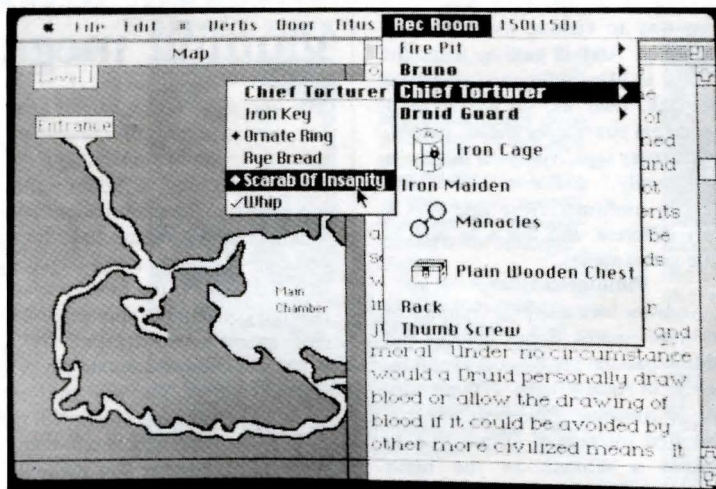 File Edit Verbs Door Titus Rec Room 150(150)
Map
Level 1
Entrance
Main
Chamber
Chief Torturer
Iron Key
Ornate Ring
Rye Bread
Scarab Of Insanity
Whip
Fire Pit
Bruno
Chief Torturer
Druid Guard
Iron Cage
Iron Maiden
Manacles
Plain Wooden Chest
Rack
Thumb Screw
of
ned
and
ot
ents
be
ds
and
moral Under no circumstance
would a Druid personally draw
blood or allow the drawing of
blood if it could be avoided by
other more civilized means It